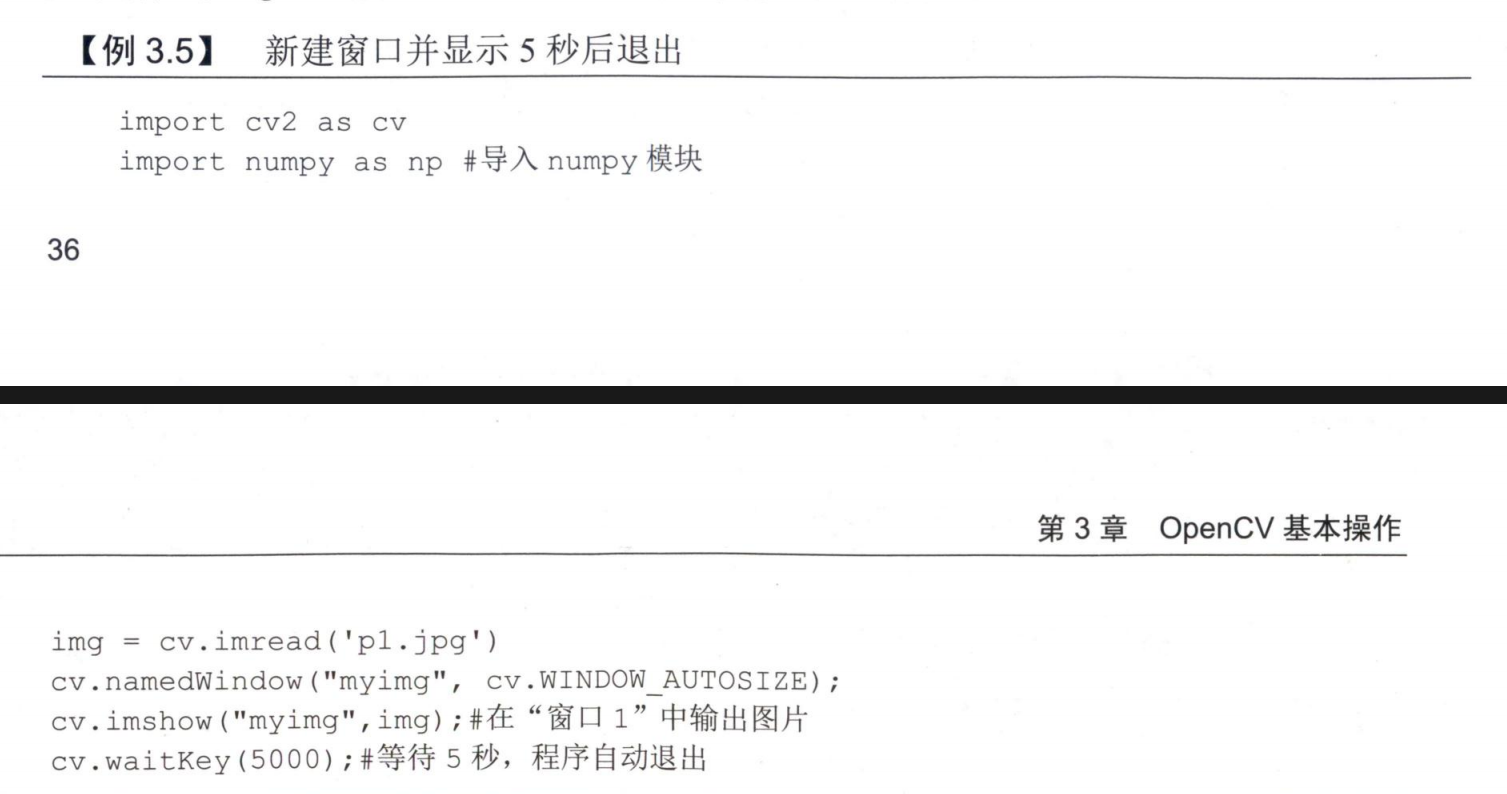 【例 3.5】 新建窗口并显示 5 秒后退出
import cv2 as cv
import numpy as np #导入 numpy 模块
36
第 3 章 OpenCV 基本操作
img = cv.imread('p1.jpg')
cv.namedWindow("myimg", cv.WINDOW_AUTOSIZE);
cv.imshow("myimg",img);#在“窗口 1”中输出图片
cv.waitKey(5000);#等待 5 秒，程序自动退出